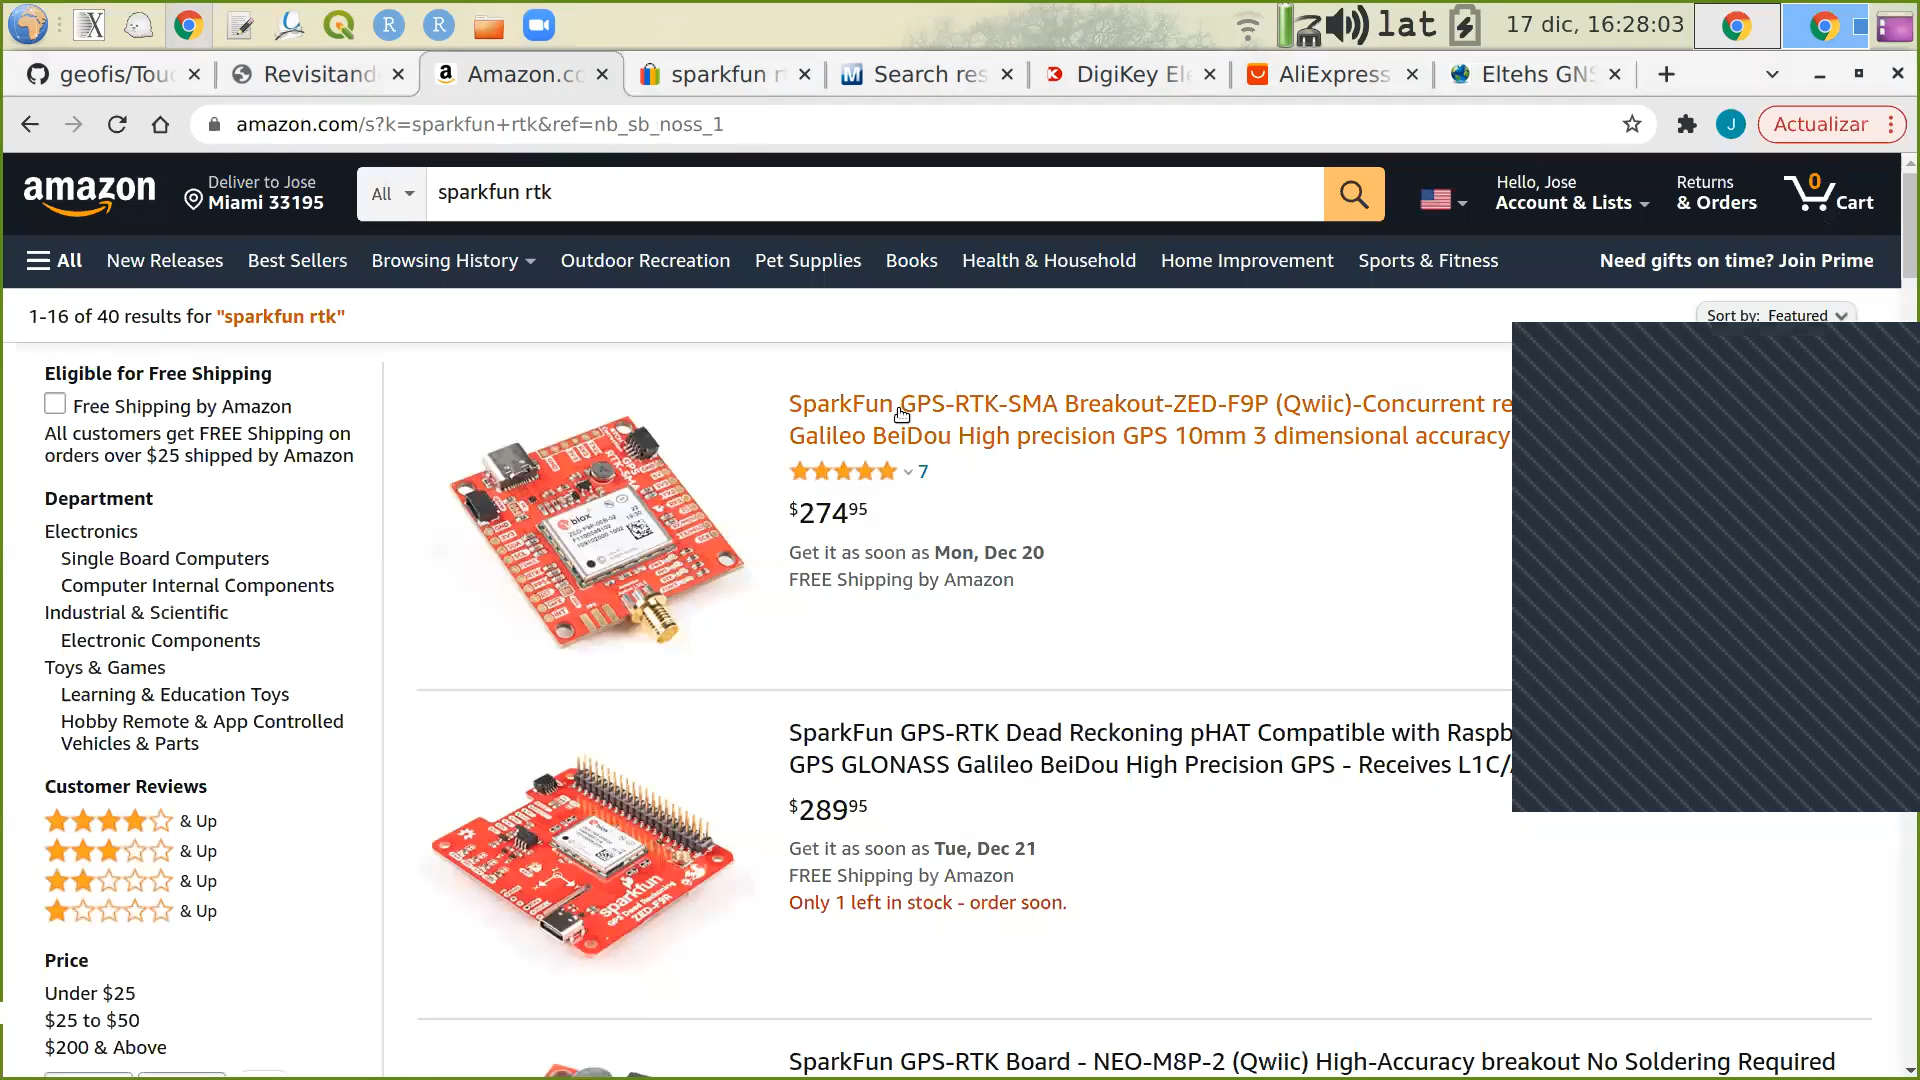 lat
17 dic, 16:28:03
geofis/Tou
Revisitand
Amazon.co
sparkfun r
Search res
DigiKey El
AliExpress
Eltehs GNS
amazon.com/s?k=sparkfun+rtk&ref=nb_sb_noss_1
J
Actualizar
amazon
Deliver to Jose
Miami 33195
All
sparkfun rtk
Hello, Jose
Account & Lists
Returns
& Orders
0
Cart
All
New Releases
Best Sellers
Browsing History
Outdoor Recreation
Pet Supplies
Books
Health & Household
Home Improvement
Sports & Fitness
Need gifts on time? Join Prime
1-16 of 40 results for "sparkfun rtk"
Sort by: Featured
Eligible for Free Shipping
Free Shipping by Amazon
All customers get FREE Shipping on
orders over $25 shipped by Amazon
Department
Electronics
Single Board Computers
Computer Internal Components
Industrial & Scientific
Electronic Components
Toys & Games
Learning & Education Toys
Hobby Remote & App Controlled
Vehicles & Parts
Customer Reviews
& Up
& Up
& Up
& Up
Price
Under $25
$25 to $50
$200 & Above
SparkFun GPS-RTK-SMA Breakout-ZED-F9P (Qwiic)-Concurrent re
Galileo BeiDou High precision GPS 10mm 3 dimensional accuracy
7
$274 95
Get it as soon as Mon, Dec 20
FREE Shipping by Amazon
SparkFun GPS-RTK Dead Reckoning pHAT Compatible with Raspb
GPS GLONASS Galileo BeiDou High Precision GPS - Receives L1C/
$289 95
Get it as soon as Tue, Dec 21
FREE Shipping by Amazon
Only 1 left in stock - order soon.
SparkFun GPS-RTK Board - NEO-M8P-2 (Qwiic) High-Accuracy breakout No Soldering Required